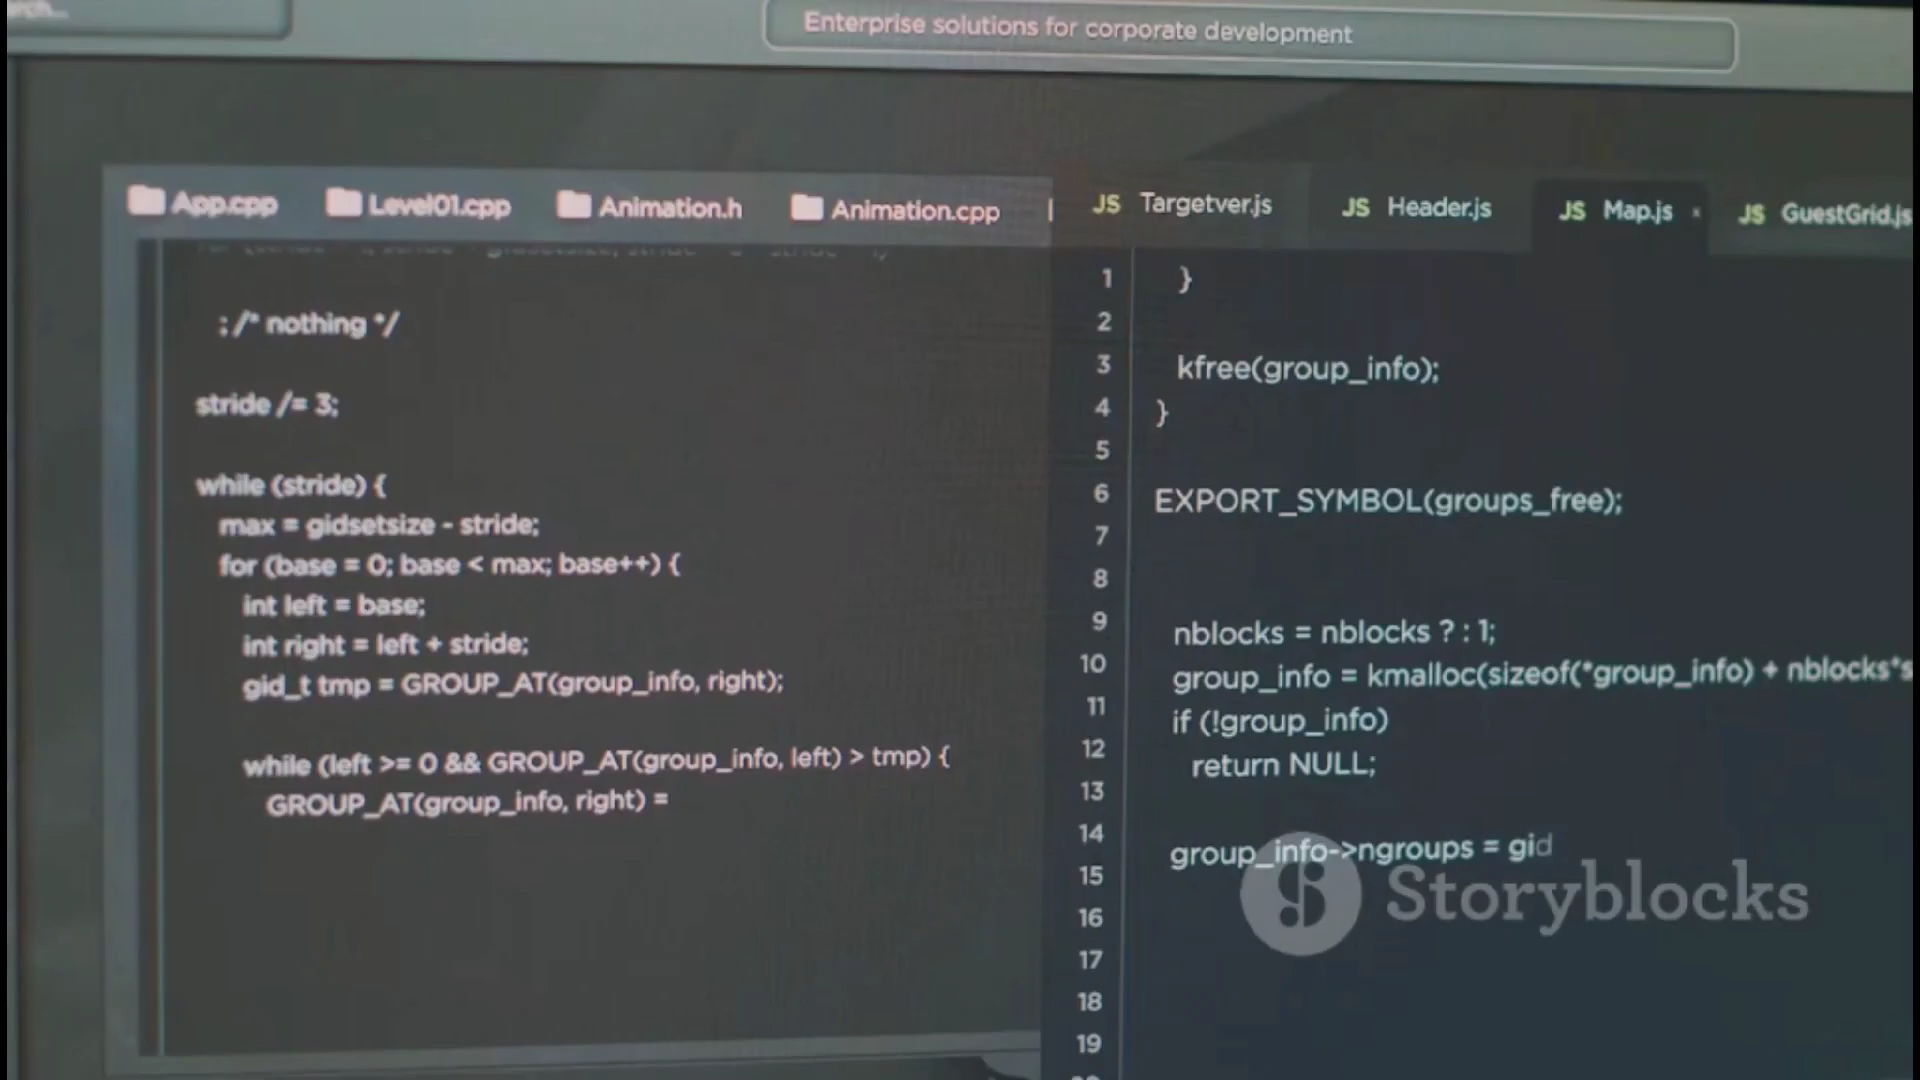 Enterprise solutions for corporate development
App.cpp
Level01.cpp
Animation.h
Animation.cpp
; /* nothing */
stride /= 3;
while (stride) {
max = gidsetsize - stride;
for (base = 0; base < max; base++) {
int left = base;
int right = left + stride;
gid_t tmp = GROUP_AT(group_info, right);
while (left >= 0 && GROUP_AT(group_info, left) > tmp) {
GROUP_AT(group_info, right) =
JS Targetver.js
JS Header.js
JS Map.js ×
JS GuestGrid.js
1 }
2
3 kfree(group_info);
4 }
5
6 EXPORT_SYMBOL(groups_free);
7
8
9 nblocks = nblocks ? : 1;
10 group_info = kmalloc(sizeof(*group_info) + nblocks*s
11 if (!group_info)
12 return NULL;
13
14 group_info->ngroups = gid
15
16
17
18
19
Storyblocks